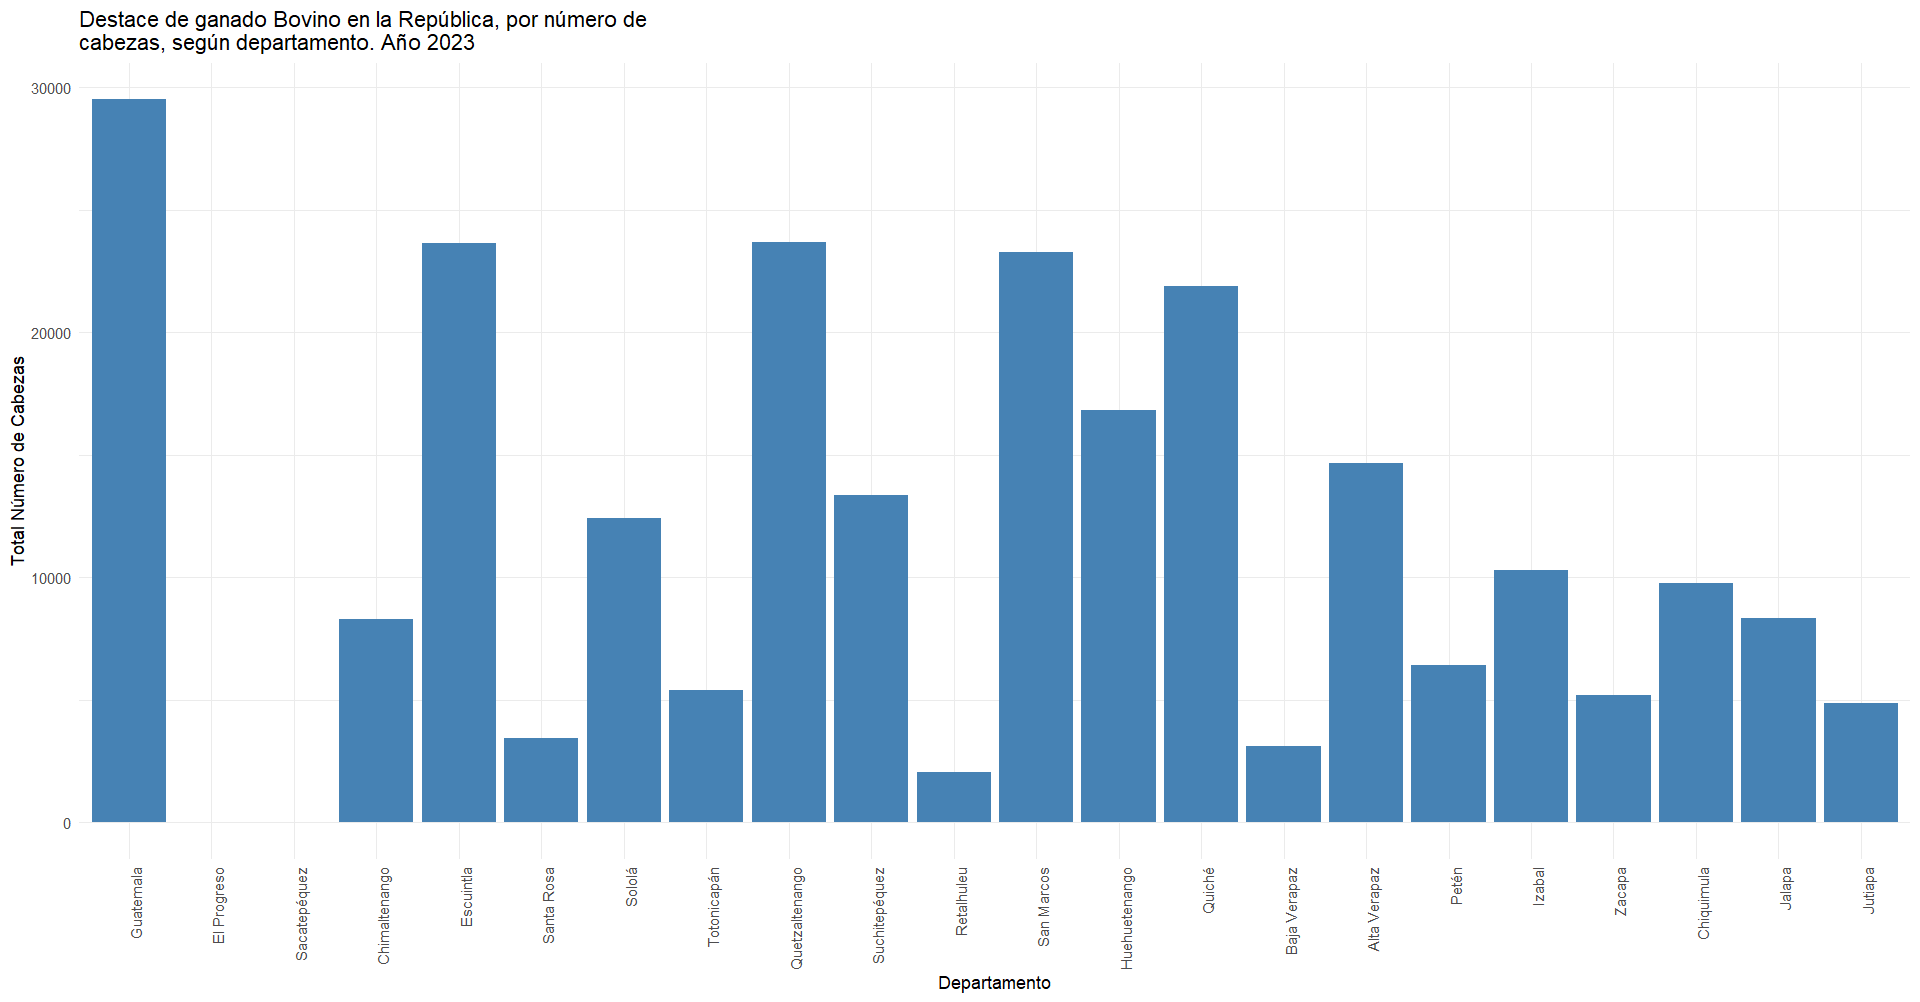 Destace de ganado Bovino en la República, por número de
cabezas, según departamento. Año 2023
Total Número de Cabezas
30000
20000
10000
0
Guatemala
El Progreso
Sacatepéquez
Chimaltenango
Escuintla
Santa Rosa
Sololá
Totonicapán
Quetzaltenango
Suchitepéquez
Retalhuleu
San Marcos
Huehuetenango
Quiché
Baja Verapaz
Alta Verapaz
Petén
Izabal
Zacapa
Chiquimula
Jalapa
Jutiapa
Departamento